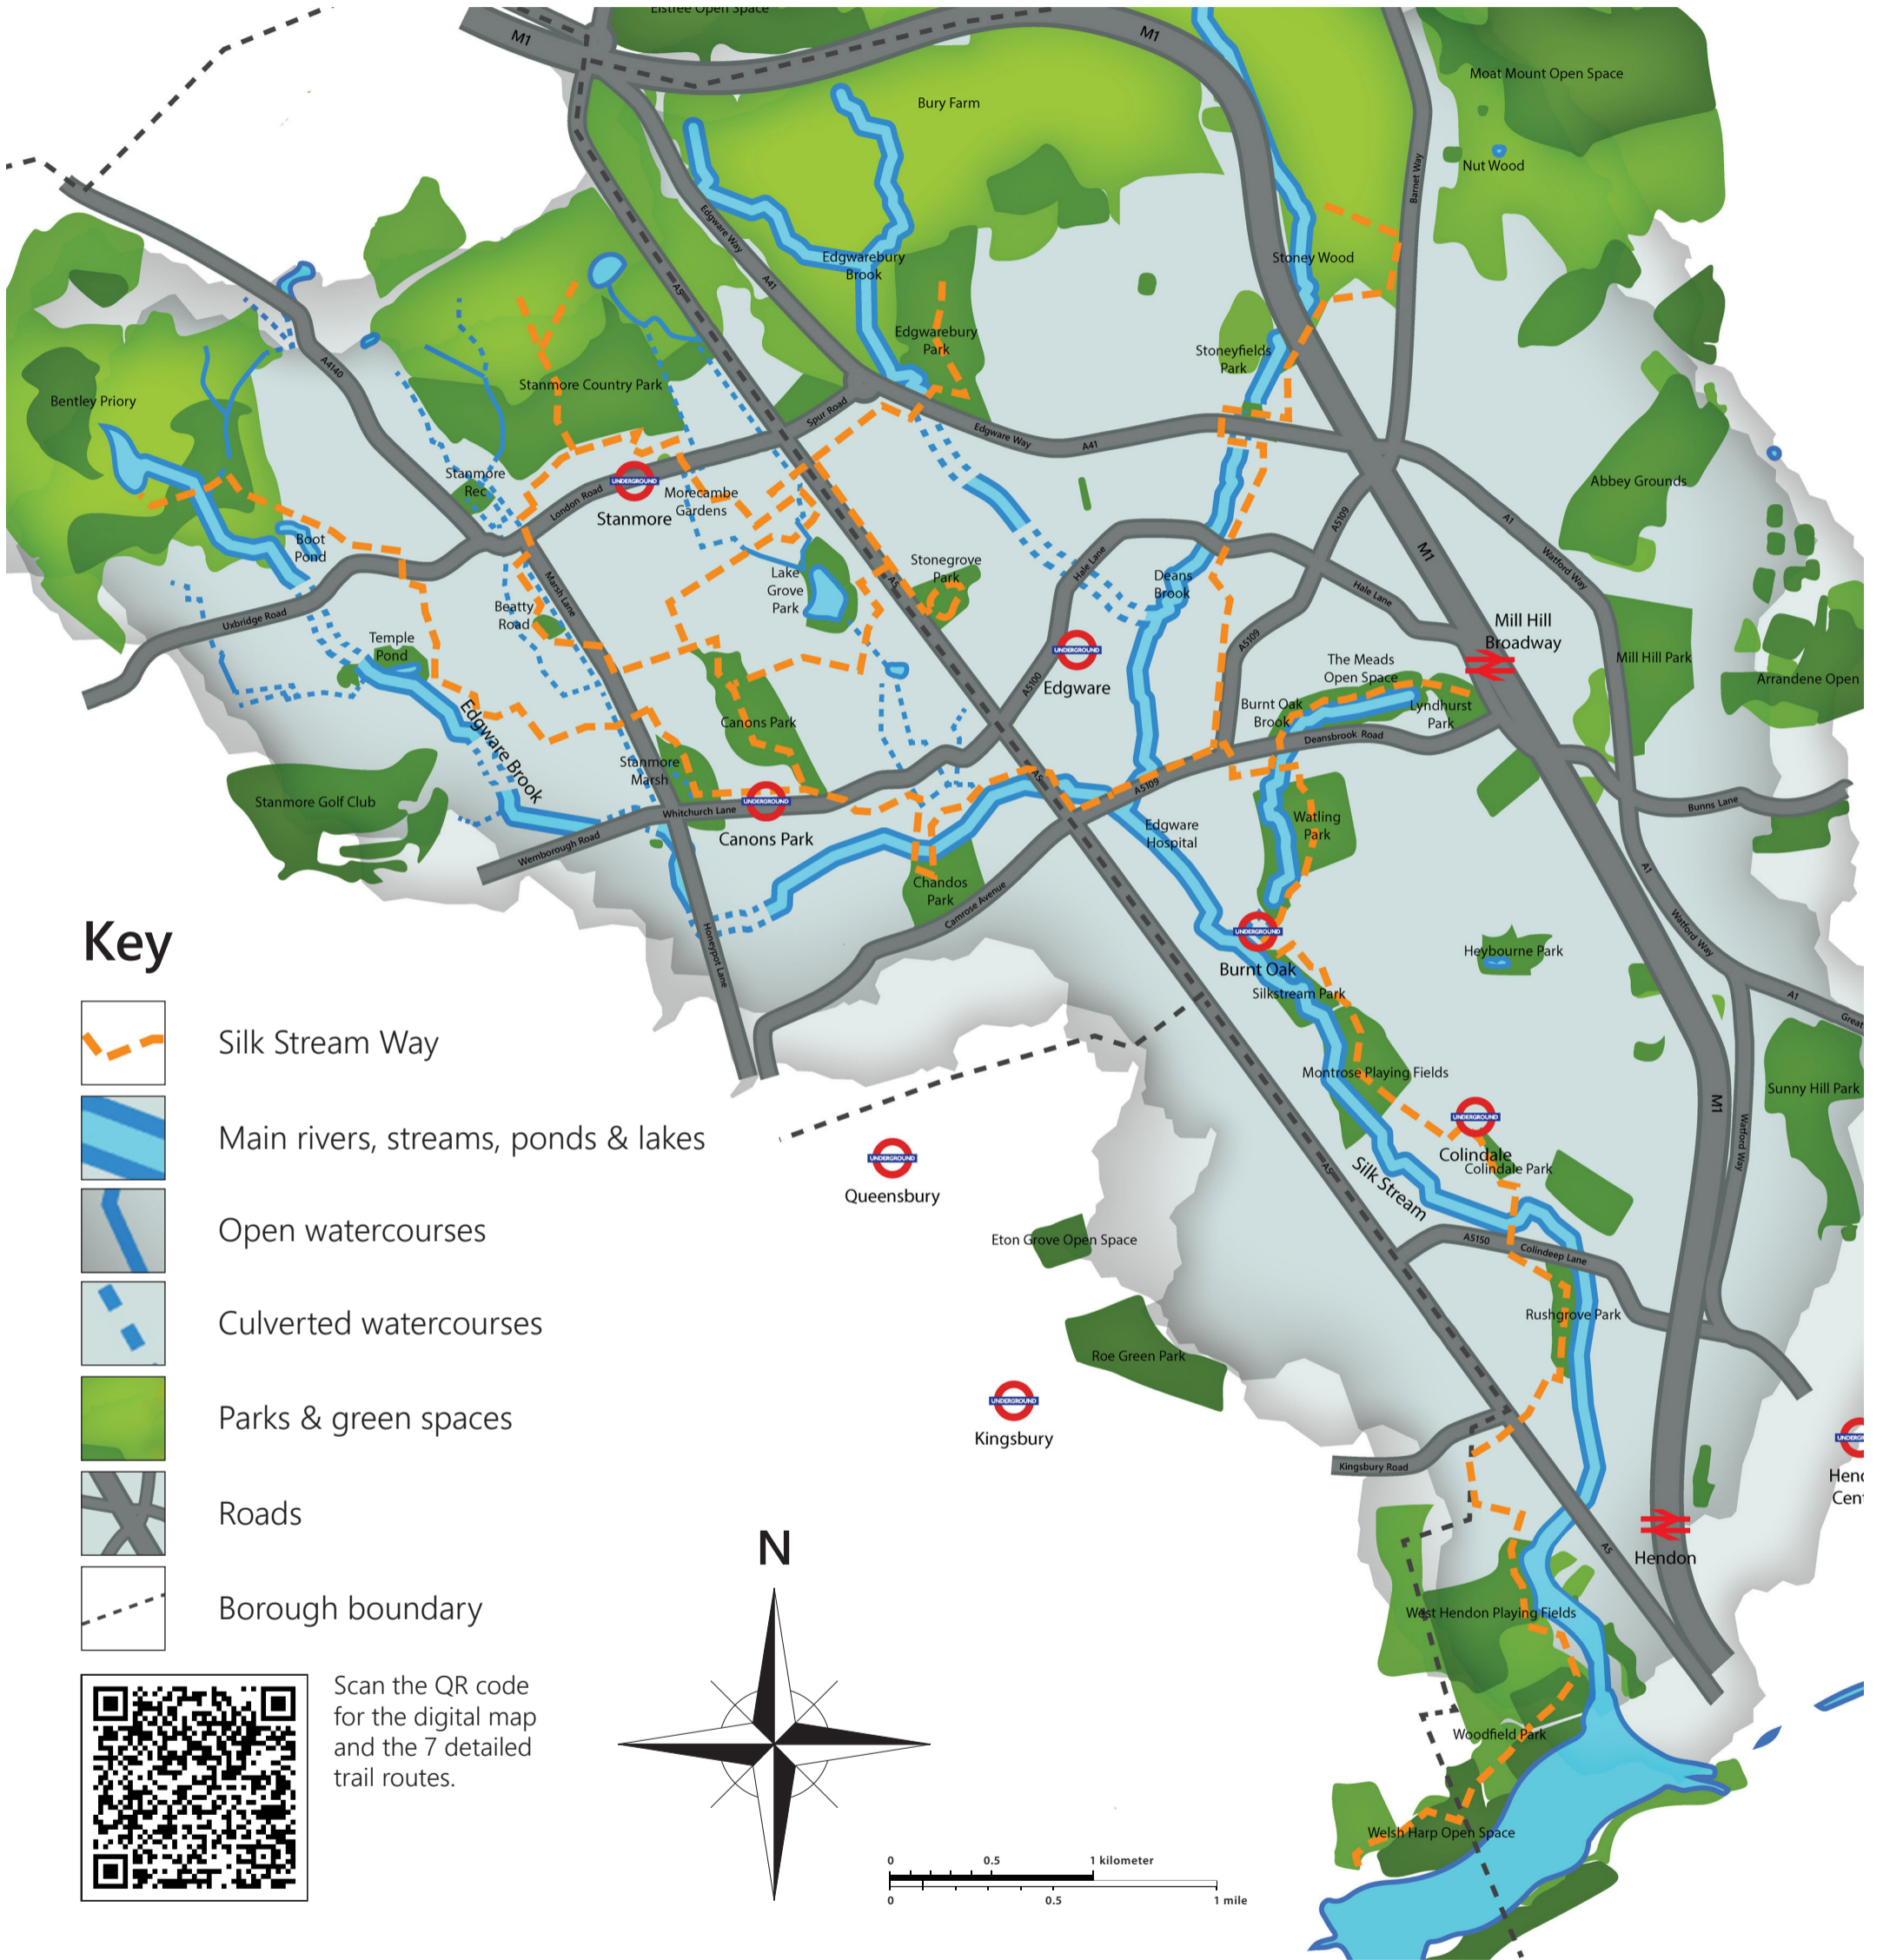 Elstree Open Space
M1
M1
Moat Mount Open Space
Bury Farm
Nut Wood
Barnet Way
Edgware Way
A41
A5
Edgwarebury
Brook
Stoney Wood
Edgwarebury
Park
Stoneyfields
Park
A4140
Stanmore Country Park
Bentley Priory
Spur Road
Edgware Way
A41
Stanmore
Rec
London Road
UNDERGROUND
Stanmore
Morecambe
Gardens
Abbey Grounds
A1
Watford Way
A5109
M1
Boot
Pond
Marsh Lane
Beatty
Road
Lake
Grove
Park
A5
Stonegrove
Park
Hale Lane
Deans
Brook
Hale Lane
Uxbridge Road
Temple
Pond
UNDERGROUND
Edgware
A5100
A5109
Mill Hill
Broadway
The Meads
Open Space
Mill Hill Park
Arrandene Open
Edgware Brook
Canons Park
Burnt Oak
Brook
Lyndhurst
Park
Deansbrook Road
Stanmore
Marsh
Stanmore Golf Club
Whitchurch Lane
UNDERGROUND
Canons Park
Wemborough Road
A5
A5109
Edgware
Hospital
Watling
Park
Bunns Lane
A1
Watford Way
Chandos
Park
Camrose Avenue
Honeypot Lane
UNDERGROUND
Burnt Oak
Silkstream Park
Heybourne Park
A1
Great
Montrose Playing Fields
Sunny Hill Park
M1
Watford Way
UNDERGROUND
Colindale
Colindale Park
A5
Silk Stream
UNDERGROUND
Queensbury
Eton Grove Open Space
A5150
Colindeep Lane
Rushgrove Park
Roe Green Park
UNDERGROUND
Kingsbury
Kingsbury Road
A5
Hendon
West Hendon Playing Fields
Woodfield Park
Welsh Harp Open Space
Key
Silk Stream Way
Main rivers, streams, ponds & lakes
Open watercourses
Culverted watercourses
Parks & green spaces
Roads
Borough boundary
Scan the QR code
for the digital map
and the 7 detailed
trail routes.
N
0 0.5 1 kilometer
0 0.5 1 mile